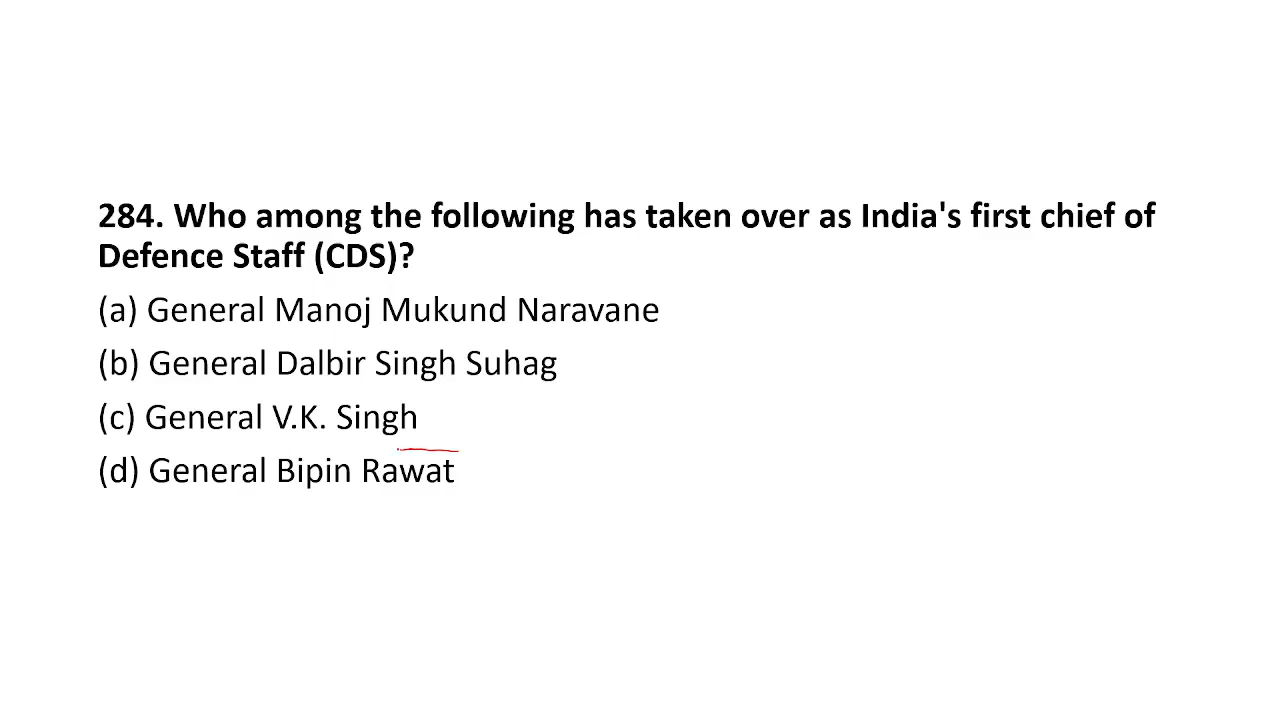 284. Who among the following has taken over as India's first chief of
Defence Staff (CDS)?
(a) General Manoj Mukund Naravane
(b) General Dalbir Singh Suhag
(c) General V.K. Singh
(d) General Bipin Rawat